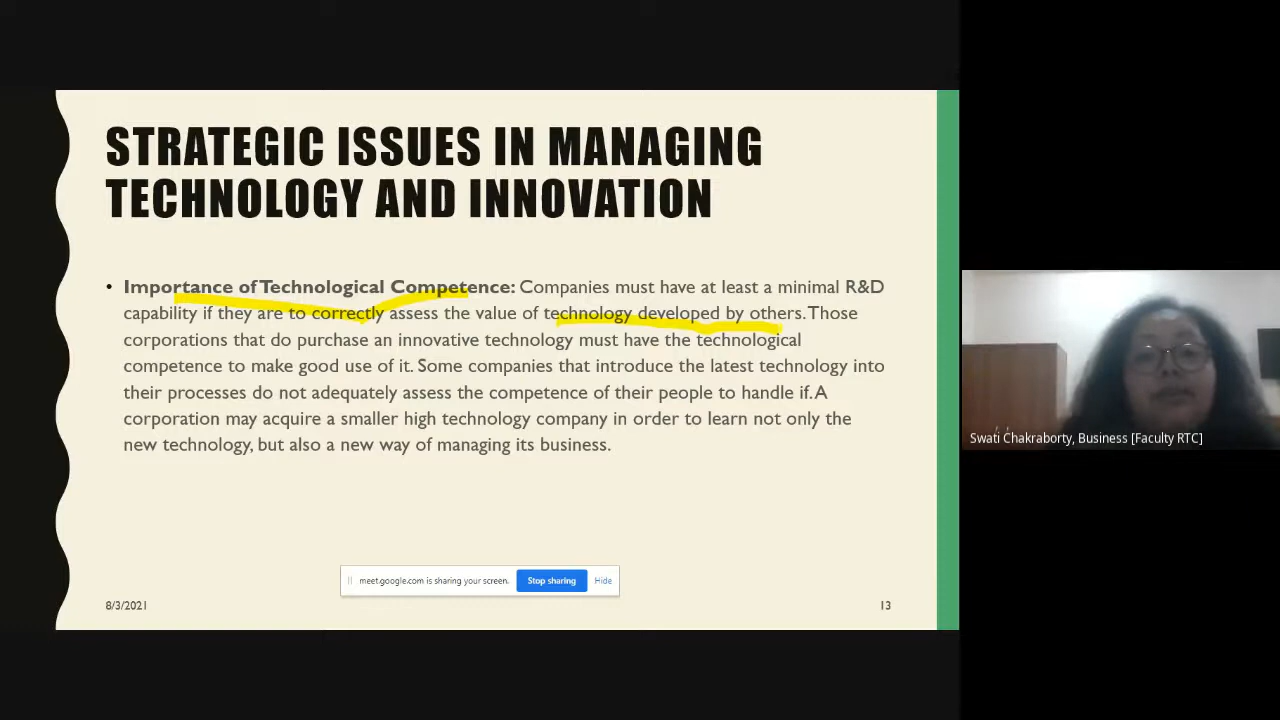 STRATEGIC ISSUES IN MANAGING
TECHNOLOGY AND INNOVATION
• Importance of Technological Competence: Companies must have at least a minimal R&D
capability if they are to correctly assess the value of technology developed by others. Those
corporations that do purchase an innovative technology must have the technological
competence to make good use of it. Some companies that introduce the latest technology into
their processes do not adequately assess the competence of their people to handle if. A
corporation may acquire a smaller high technology company in order to learn not only the
new technology, but also a new way of managing its business.
meet.google.com is sharing your screen.
Stop sharing
Hide
8/3/2021
13
Swati Chakraborty, Business [Faculty RTC]